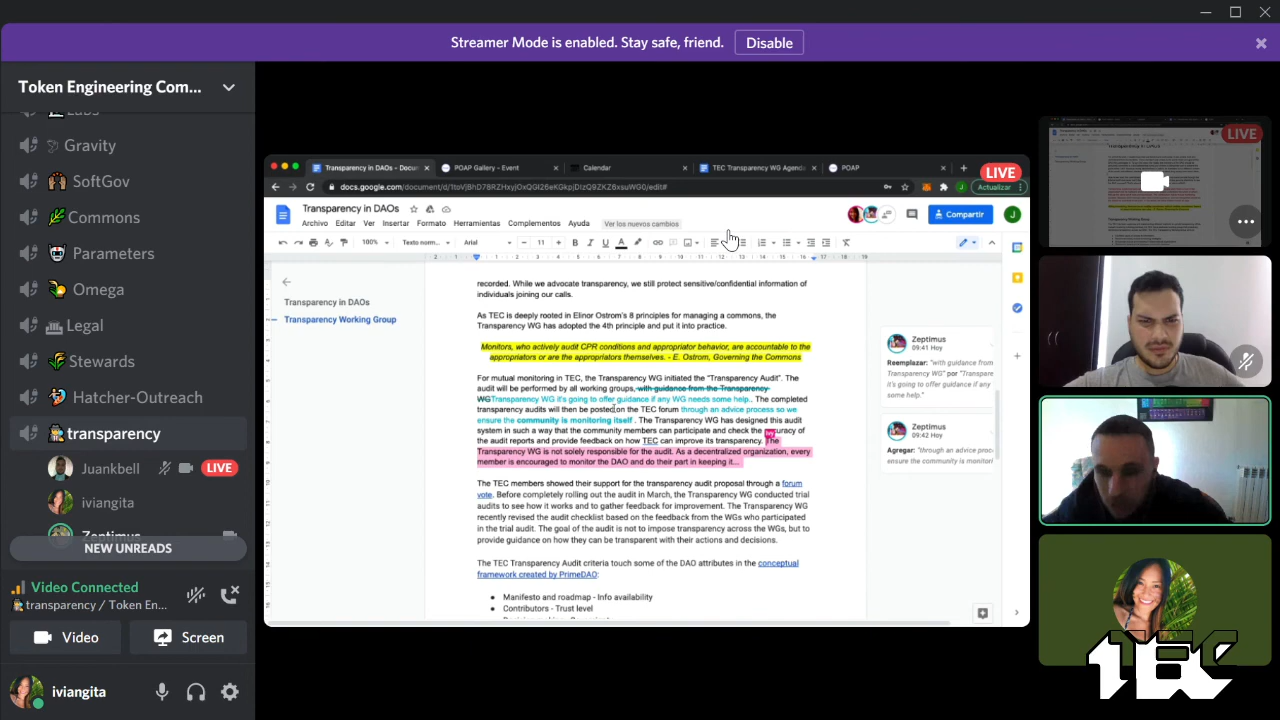 Streamer Mode is enabled. Stay safe, friend.
Disable
Token Engineering Com...
Labs
Gravity
SoftGov
Commons
Parameters
Omega
Legal
wards
latcher-Outreach
transparency
Juankbell
LIVE
ivangita
Zeptimus
NEW UNREADS
Video Connected
transparency / Token En...
Video
Screen
ivangita
Transparency in DAOs - Docun
POAP Gallery - Event
Calendar
TEC Transparency WG Agenda
POAP
LIVE
Actualizar
Transparency in DAOs
Archivo Editar Ver Insertar Formato Herramientas Complementos Ayuda Ver los nuevos cambios
Compartir
J
100% Texto norm... Arial 11
Transparency in DAOs
Transparency Working Group
recorded. While we advocate transparency, we still protect sensitive/confidential information of
individuals joining our calls.
As TEC is deeply rooted in Elinor Ostrom's 8 principles for managing a commons, the
Transparency WG has adopted the 4th principle and put it into practice.
Monitors, who actively audit CPR conditions and appropriator behavior, are accountable to the
appropriators or are the appropriators themselves. - E. Ostrom, Governing the Commons
For mutual monitoring in TEC, the Transparency WG initiated the "Transparency Audit". The
audit will be performed by all working groups, with guidance from the Transparency
WGTransparency WG it's going to offer guidance if any WG needs some help.. The completed
transparency audits will then be posted on the TEC forum through an advice process so we
ensure the community is monitoring itself . The Transparency WG has designed this audit
system in such a way that the community members can participate and check the accuracy of
the audit reports and provide feedback on how TEC can improve its transparency. The
Transparency WG is not solely responsible for the audit. As a decentralized organization, every
member is encouraged to monitor the DAO and do their part in keeping it...
The TEC members showed their support for the transparency audit proposal through a forum
vote. Before completely rolling out the audit in March, the Transparency WG conducted trial
audits to see how it works and to gather feedback for improvement. The Transparency WG
recently revised the audit checklist based on the feedback from the WGs who participated
in the trial audit. The goal of the audit is not to impose transparency across the WGs, but to
provide guidance on how they can be transparent with their actions and decisions.
The TEC Transparency Audit criteria touch some of the DAO attributes in the conceptual
framework created by PrimeDAO:
● Manifesto and roadmap - Info availability
● Contributors - Trust level
Zeptimus
09:41 Hoy
Reemplazar: "with guidance from
Transparency WG" por "Transpare
it's going to offer guidance if any
some help."
Zeptimus
09:42 Hoy
Agregar: "through an advice proc
ensure the community is monitori
LIVE
TEC